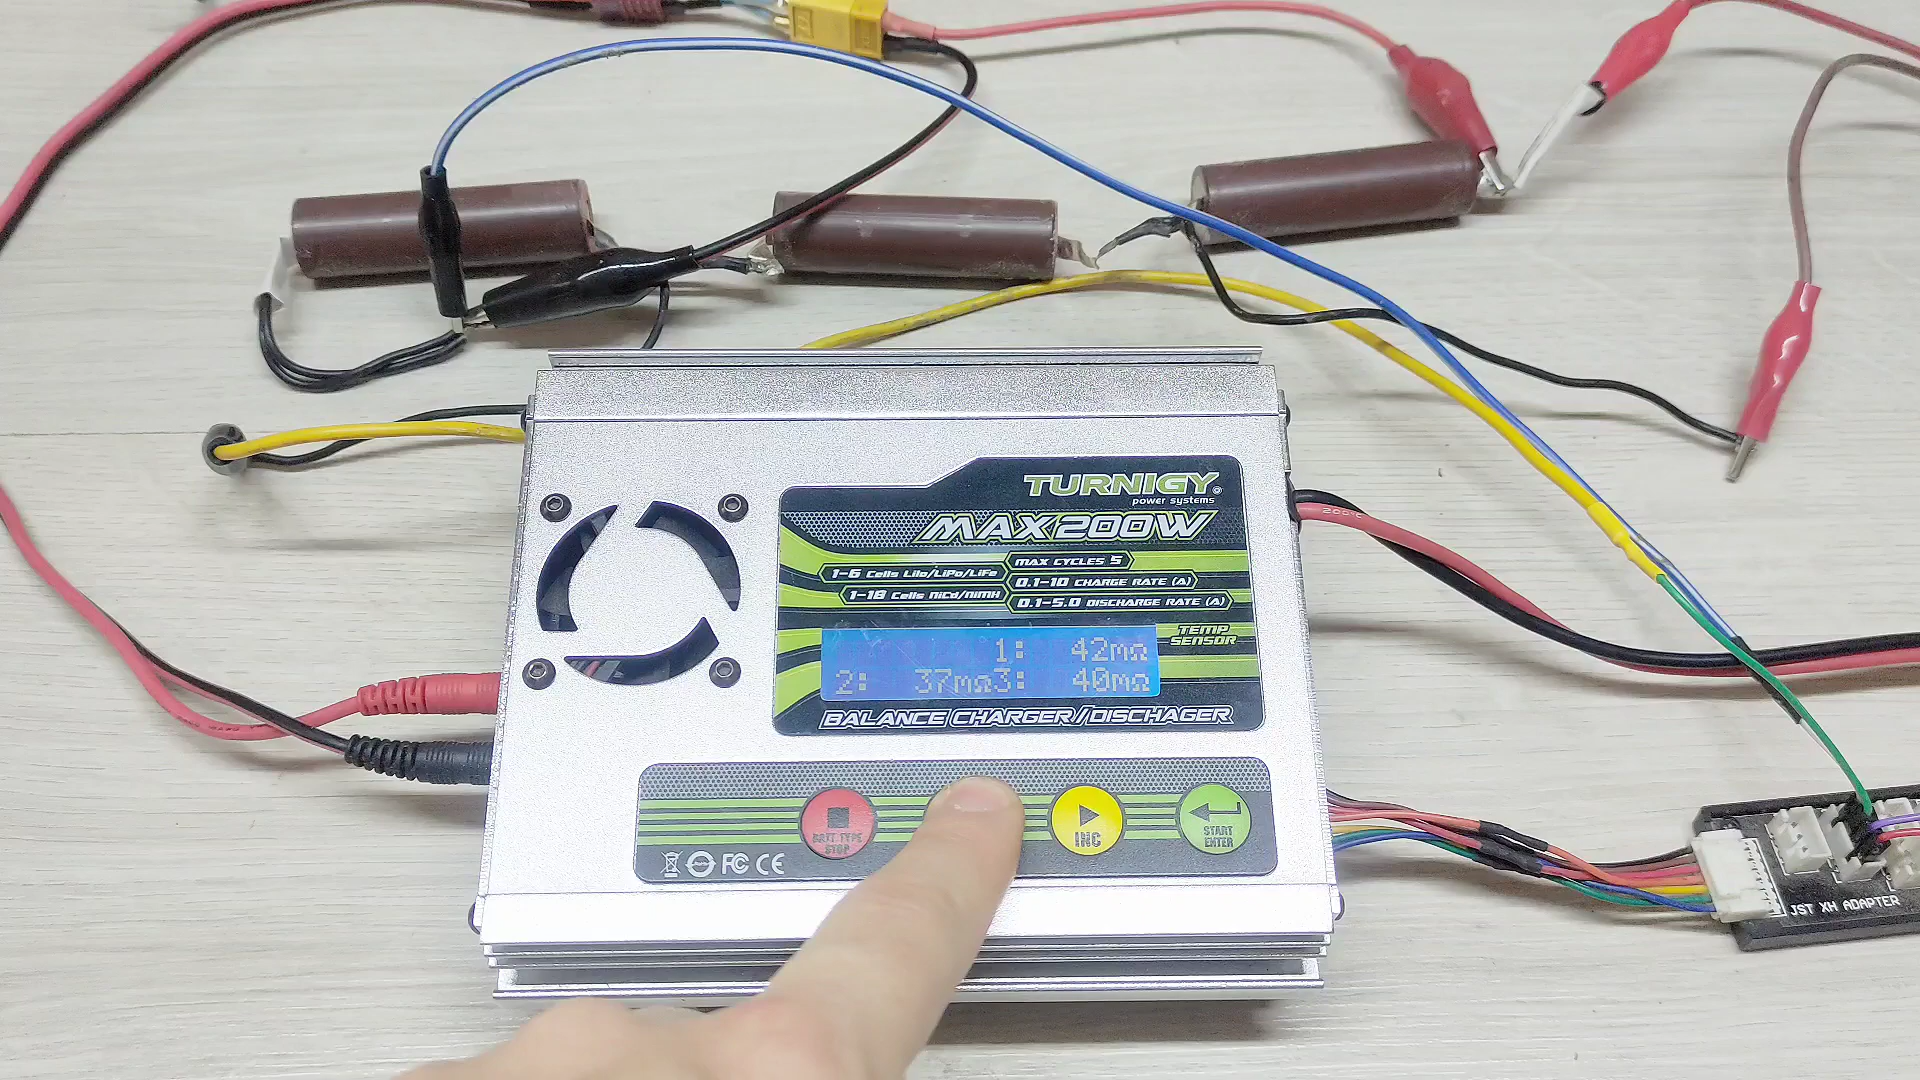 TURNIGY
power systems
MAX200W
1-6 Cells LiIo/LiPo/LiFe
MAX CYCLES 5
0.1-10 CHARGE RATE (A)
1-18 Cells NiCd/NiMH
0.1-5.0 DISCHARGE RATE (A)
TEMP
SENSOR
1: 42mΩ
2: 37mΩ3: 40mΩ
BALANCE CHARGER/DISCHAGER
BATT TYPE
STOP
INC
START
ENTER
FC CE
JST XH ADAPTER
200°C